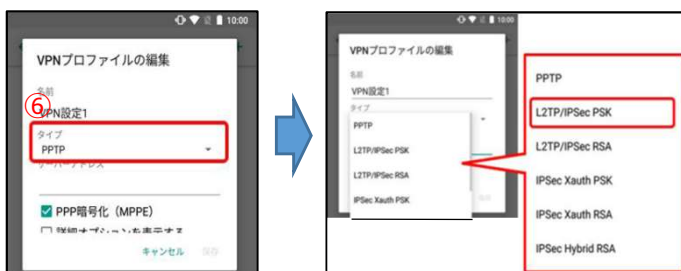 10:00
VPNプロファイルの編集
名前
⑥
VPN設定1
タイプ
PPTP
サーバーアドレス
PPP暗号化（MPPE）
詳細オプションを表示する
キャンセル
保存
10:00
VPNプロファイルの編集
名前
VPN設定1
タイプ
PPTP
L2TP/IPSec PSK
L2TP/IPSec RSA
IPSec Xauth PSK
保存
PPTP
L2TP/IPSec PSK
L2TP/IPSec RSA
IPSec Xauth PSK
IPSec Xauth RSA
IPSec Hybrid RSA